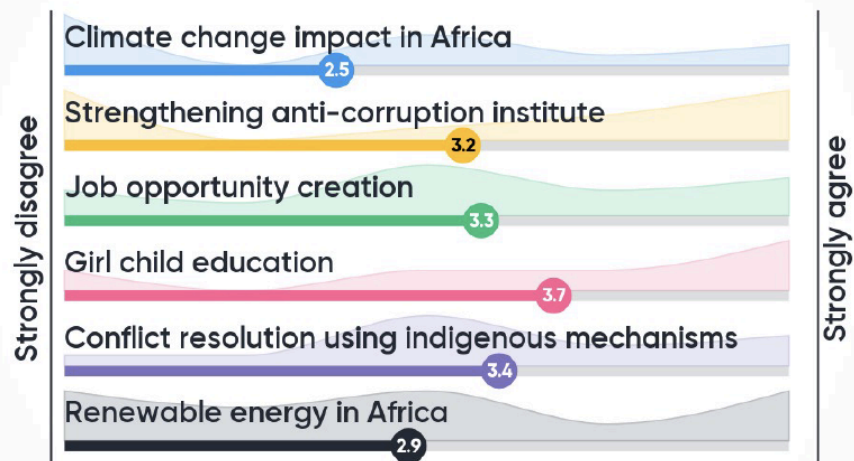 Strongly disagree
Climate change impact in Africa
2.5
Strengthening anti-corruption institute
3.2
Job opportunity creation
3.3
Girl child education
3.7
Conflict resolution using indigenous mechanisms
3.4
Renewable energy in Africa
2.9
Strongly agree